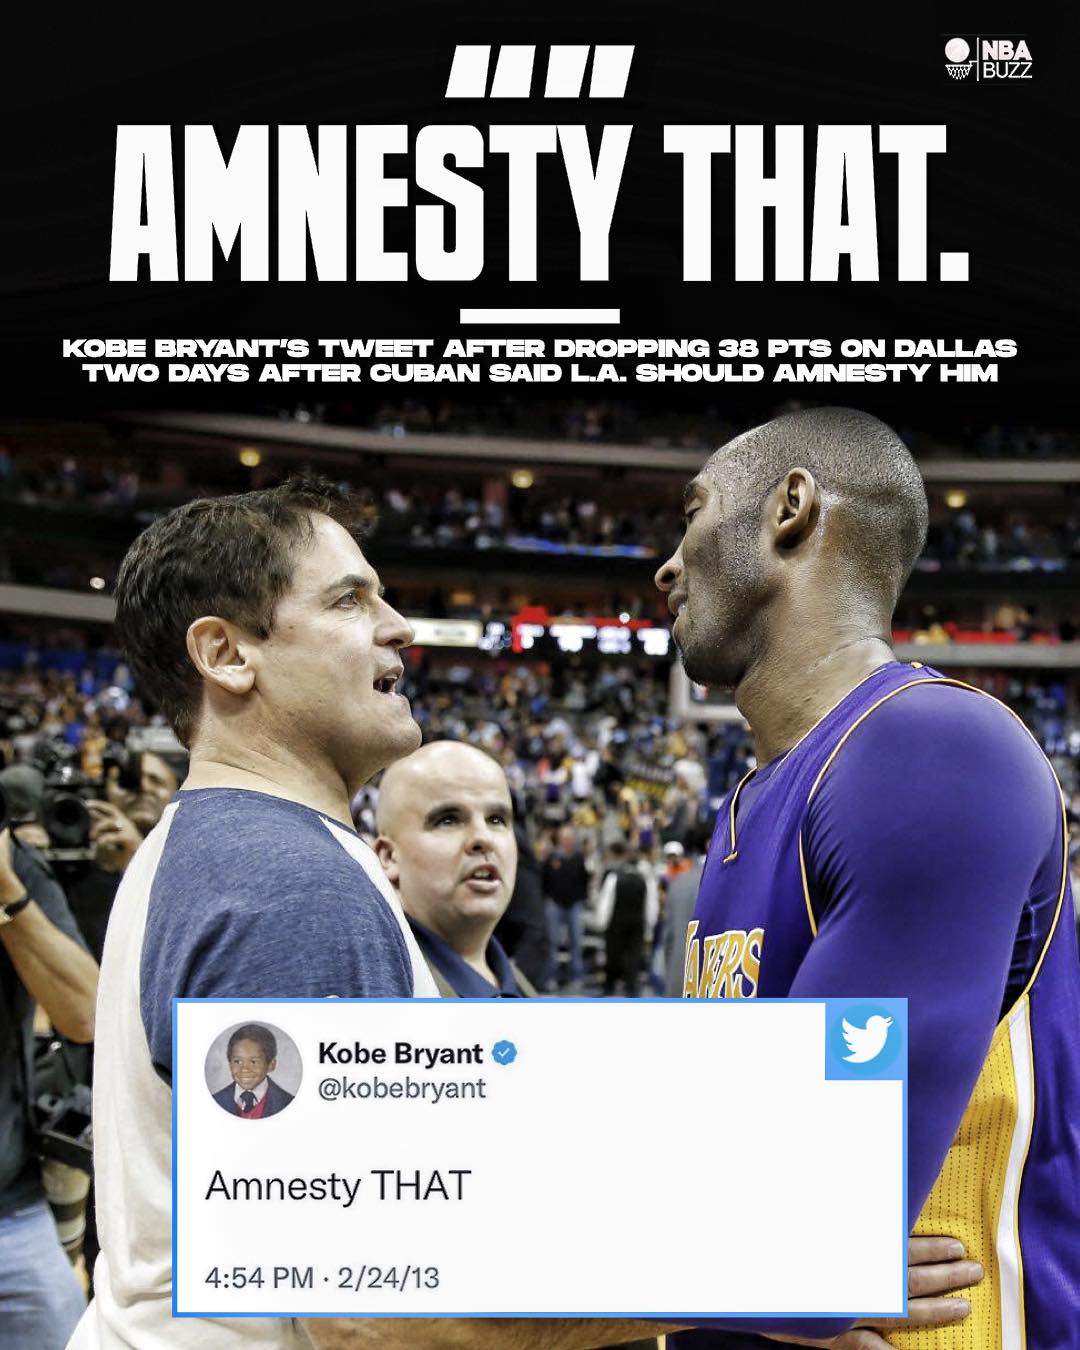 NBA
BUZZ
AMNESTY THAT.
KOBE BRYANT'S TWEET AFTER DROPPING 38 PTS ON DALLAS
TWO DAYS AFTER CUBAN SAID L.A. SHOULD AMNESTY HIM
LAKERS
Kobe Bryant
@kobebryant
Amnesty THAT
4:54 PM · 2/24/13